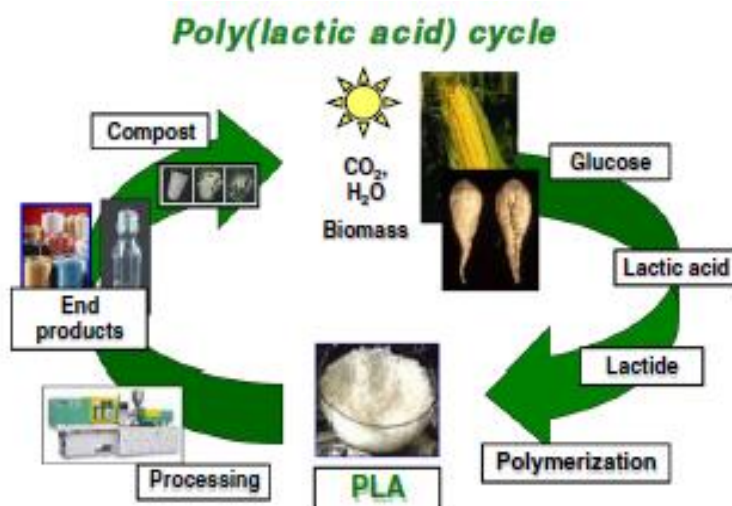 Poly(lactic acid) cycle
Compost
CO₂,
H₂O
Biomass
Glucose
Lactic acid
Lactide
Polymerization
PLA
Processing
End
products